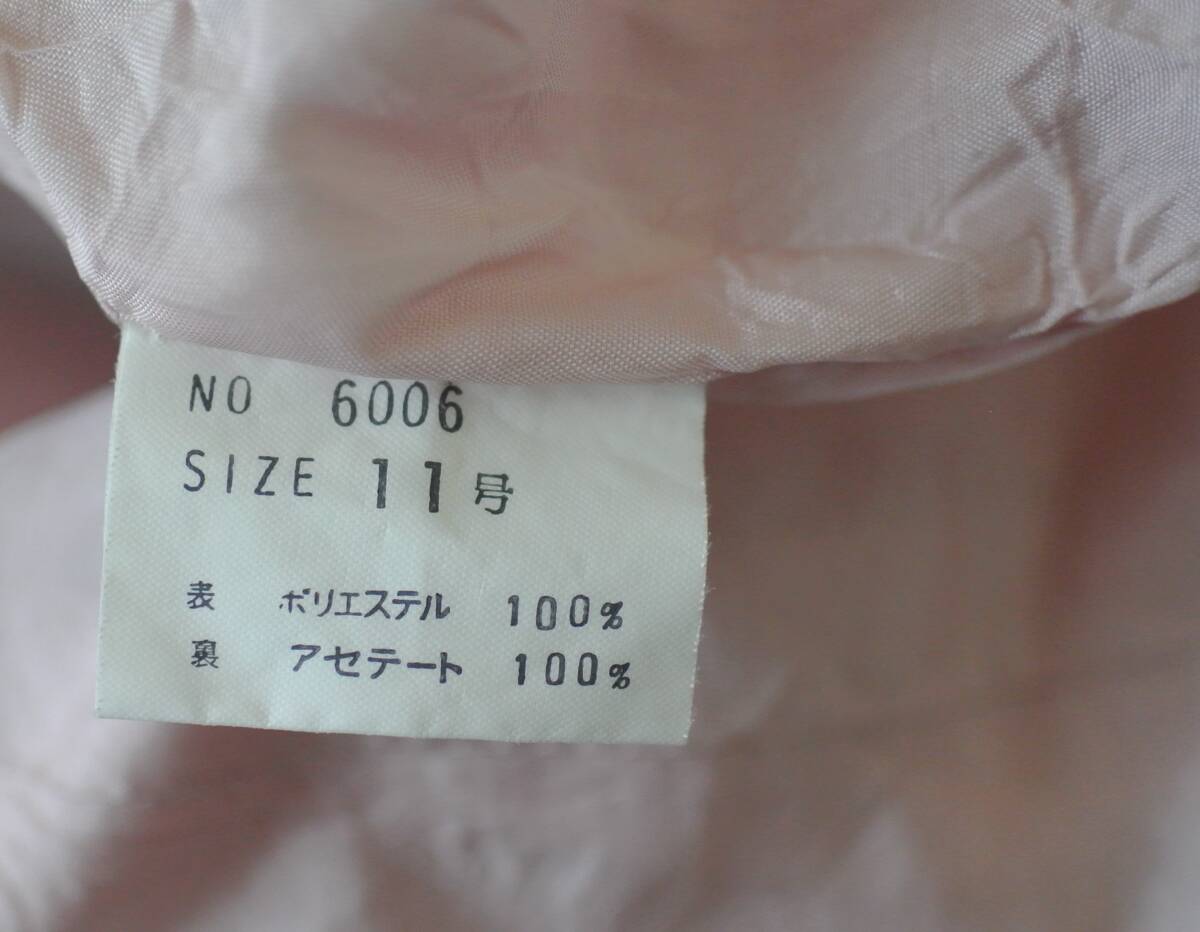 NO 6006
SIZE 11号
表 ポリエステル 100%
裏 アセテート 100%